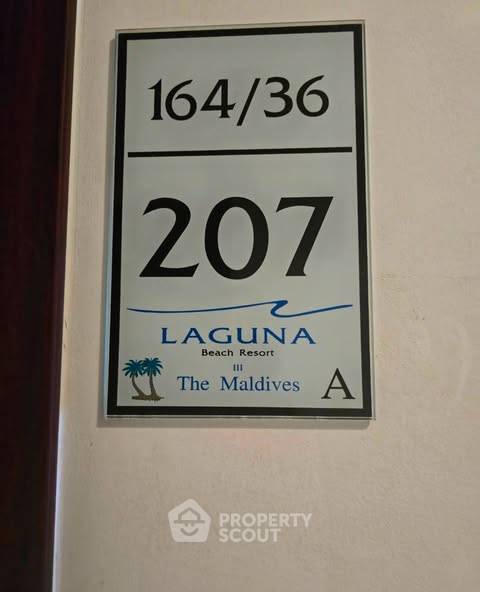 164/36
207
LAGUNA
Beach Resort
III
The Maldives
A
PROPERTY
SCOUT